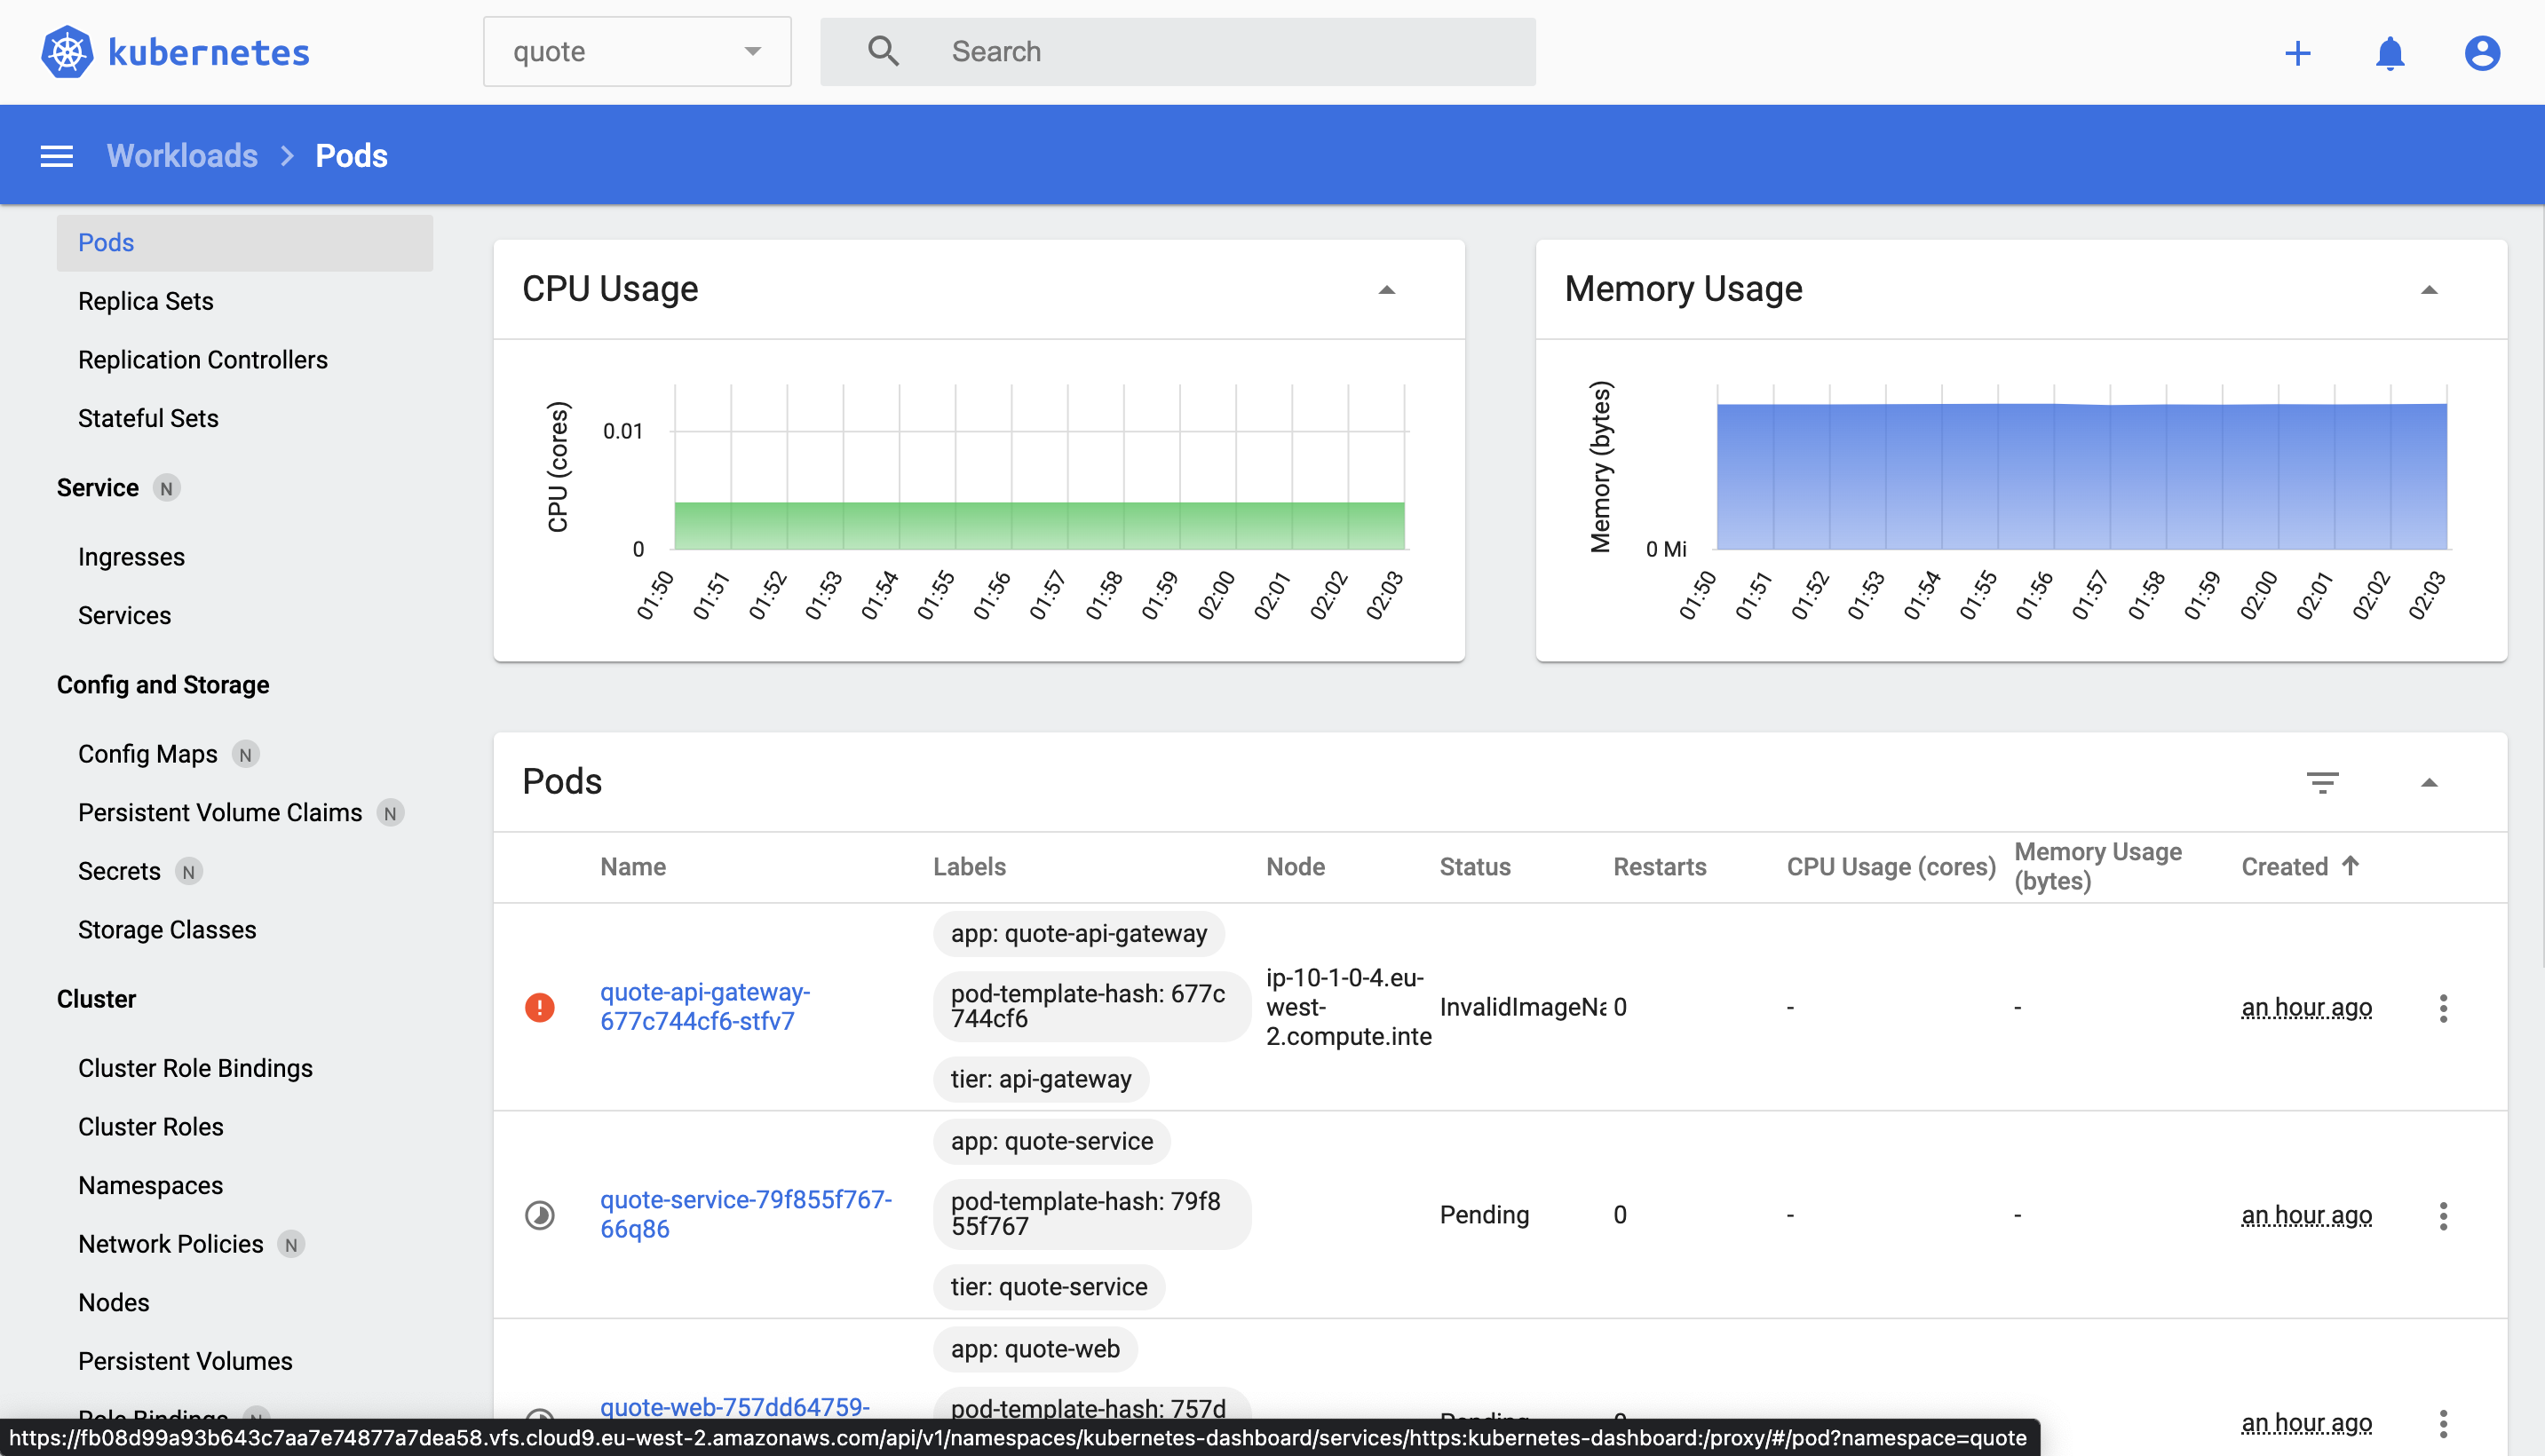 kubernetes
quote
Search
Workloads
Pods
Pods
Replica Sets
Replication Controllers
Stateful Sets
Service N
Ingresses
Services
Config and Storage
Config Maps N
Persistent Volume Claims N
Secrets N
Storage Classes
Cluster
Cluster Role Bindings
Cluster Roles
Namespaces
Network Policies N
Nodes
Persistent Volumes
Role Bindings N
CPU Usage
CPU (cores)
0.01
0
01:50
01:51
01:52
01:53
01:54
01:55
01:56
01:57
01:58
01:59
02:00
02:01
02:02
02:03
Memory Usage
Memory (bytes)
0 Mi
01:50
01:51
01:52
01:53
01:54
01:55
01:56
01:57
01:58
01:59
02:00
02:01
02:02
02:03
Pods
Name
Labels
Node
Status
Restarts
CPU Usage (cores)
Memory Usage
(bytes)
Created
quote-api-gateway-
677c744cf6-stfv7
app: quote-api-gateway
pod-template-hash: 677c
744cf6
tier: api-gateway
ip-10-1-0-4.eu-
west-
2.compute.inte
InvalidImageNa
0
-
-
an hour ago
quote-service-79f855f767-
66q86
app: quote-service
pod-template-hash: 79f8
55f767
tier: quote-service
Pending
0
-
-
an hour ago
quote-web-757dd64759-
app: quote-web
pod-template-hash: 757d
Pending
0
an hour ago
https://fb08d99a93b643c7aa7e74877a7dea58.vfs.cloud9.eu-west-2.amazonaws.com/api/v1/namespaces/kubernetes-dashboard/services/https:kubernetes-dashboard:/proxy/#/pod?namespace=quote